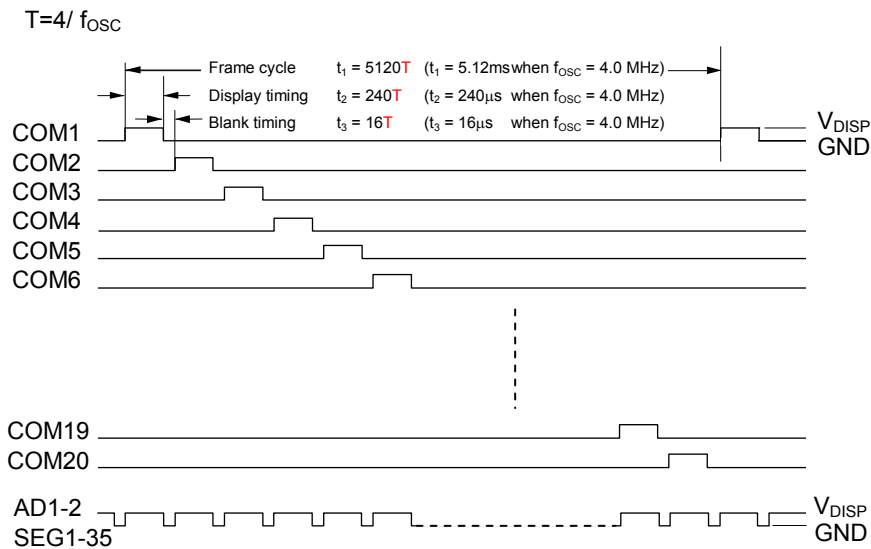 T=4/ fOSC
Frame cycle t1 = 5120T (t1 = 5.12mswhen fOSC = 4.0 MHz)
Display timing t2 = 240T (t2 = 240μs when fOSC = 4.0 MHz)
Blank timing t3 = 16T (t3 = 16μs when fOSC = 4.0 MHz)
COM1
VDISP
GND
COM2
COM3
COM4
COM5
COM6
COM19
COM20
AD1-2
SEG1-35
VDISP
GND